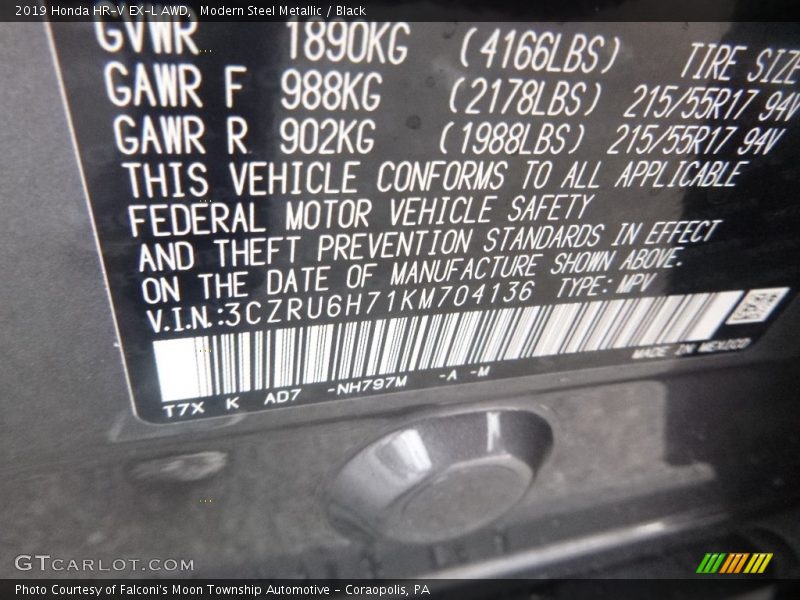 2019 Honda HR-V EX-L AWD,  Modern Steel Metallic / Black
GVWR 1890KG (4166LBS) TIRE SIZE
GAWR F 988KG (2178LBS) 215/55R17 94V
GAWR R 902KG (1988LBS) 215/55R17 94V
THIS VEHICLE CONFORMS TO ALL APPLICABLE
FEDERAL MOTOR VEHICLE SAFETY
AND THEFT PREVENTION STANDARDS IN EFFECT
ON THE DATE OF MANUFACTURE SHOWN ABOVE.
V.I.N.:3CZRU6H71KM704136 TYPE: MPV
MADE IN MEXICO
T7X K AD7 -NH797M -A -M
GTCARLOT.COM
Photo Courtesy of Falconi's Moon Township Automotive - Coraopolis, PA